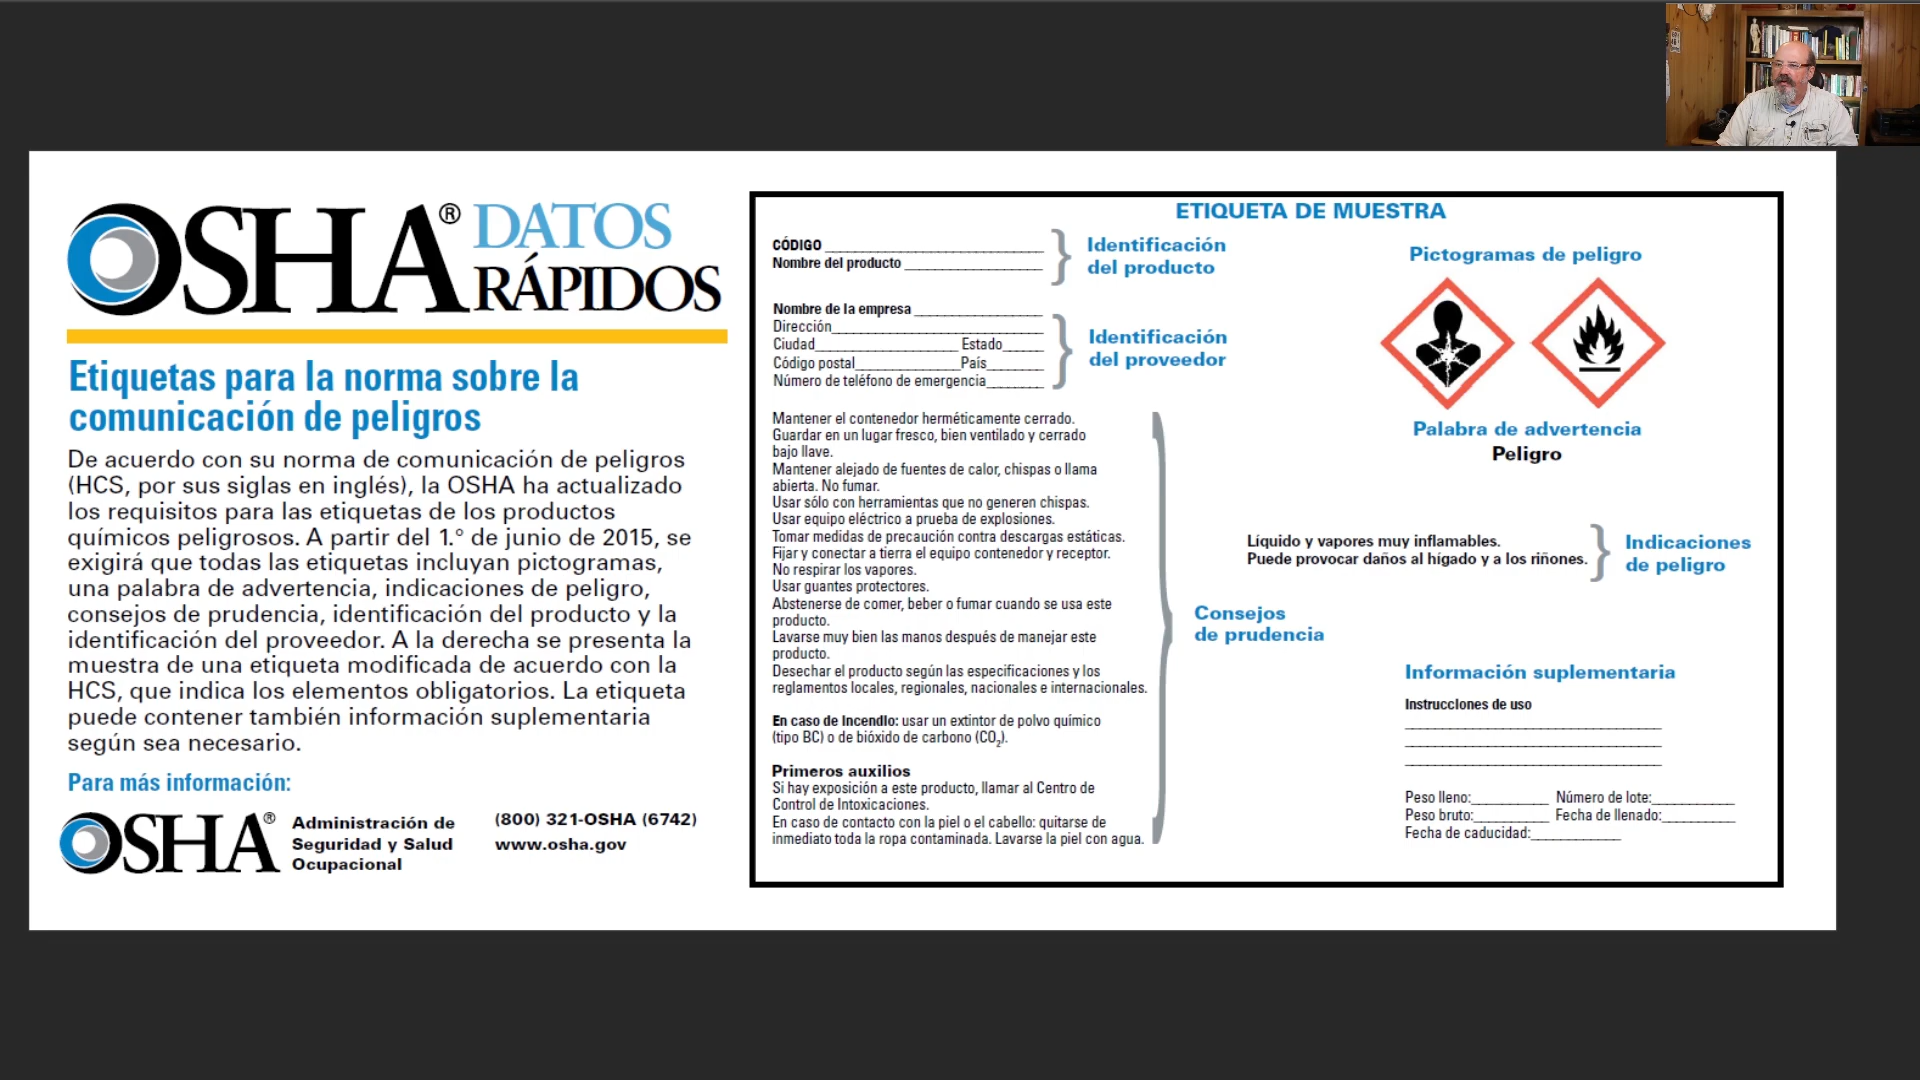 OSHA® DATOS
RÁPIDOS
Etiquetas para la norma sobre la
comunicación de peligros
De acuerdo con su norma de comunicación de peligros
(HCS, por sus siglas en inglés), la OSHA ha actualizado
los requisitos para las etiquetas de los productos
químicos peligrosos. A partir del 1.° de junio de 2015, se
exigirá que todas las etiquetas incluyan pictogramas,
una palabra de advertencia, indicaciones de peligro,
consejos de prudencia, identificación del producto y la
identificación del proveedor. A la derecha se presenta la
muestra de una etiqueta modificada de acuerdo con la
HCS, que indica los elementos obligatorios. La etiqueta
puede contener también información suplementaria
según sea necesario.
Para más información:
OSHA®
Administración de
Seguridad y Salud
Ocupacional
(800) 321-OSHA (6742)
www.osha.gov
ETIQUETA DE MUESTRA
CÓDIGO
Nombre del producto
Identificación
del producto
Nombre de la empresa
Dirección
Ciudad Estado
Código postal País
Número de teléfono de emergencia
Identificación
del proveedor
Mantener el contenedor herméticamente cerrado.
Guardar en un lugar fresco, bien ventilado y cerrado
bajo llave.
Mantener alejado de fuentes de calor, chispas o llama
abierta. No fumar.
Usar sólo con herramientas que no generen chispas.
Usar equipo eléctrico a prueba de explosiones.
Tomar medidas de precaución contra descargas estáticas.
Fijar y conectar a tierra el equipo contenedor y receptor.
No respirar los vapores.
Usar guantes protectores.
Abstenerse de comer, beber o fumar cuando se usa este
producto.
Lavarse muy bien las manos después de manejar este
producto.
Desechar el producto según las especificaciones y los
reglamentos locales, regionales, nacionales e internacionales.
En caso de incendio: usar un extintor de polvo químico
(tipo BC) o de bióxido de carbono (CO₂).
Primeros auxilios
Si hay exposición a este producto, llamar al Centro de
Control de Intoxicaciones.
En caso de contacto con la piel o el cabello: quitarse de
inmediato toda la ropa contaminada. Lavarse la piel con agua.
Consejos
de prudencia
Pictogramas de peligro
Palabra de advertencia
Peligro
Líquido y vapores muy inflamables.
Puede provocar daños al hígado y a los riñones.
Indicaciones
de peligro
Información suplementaria
Instrucciones de uso
Peso lleno: Número de lote:
Peso bruto: Fecha de llenado:
Fecha de caducidad: